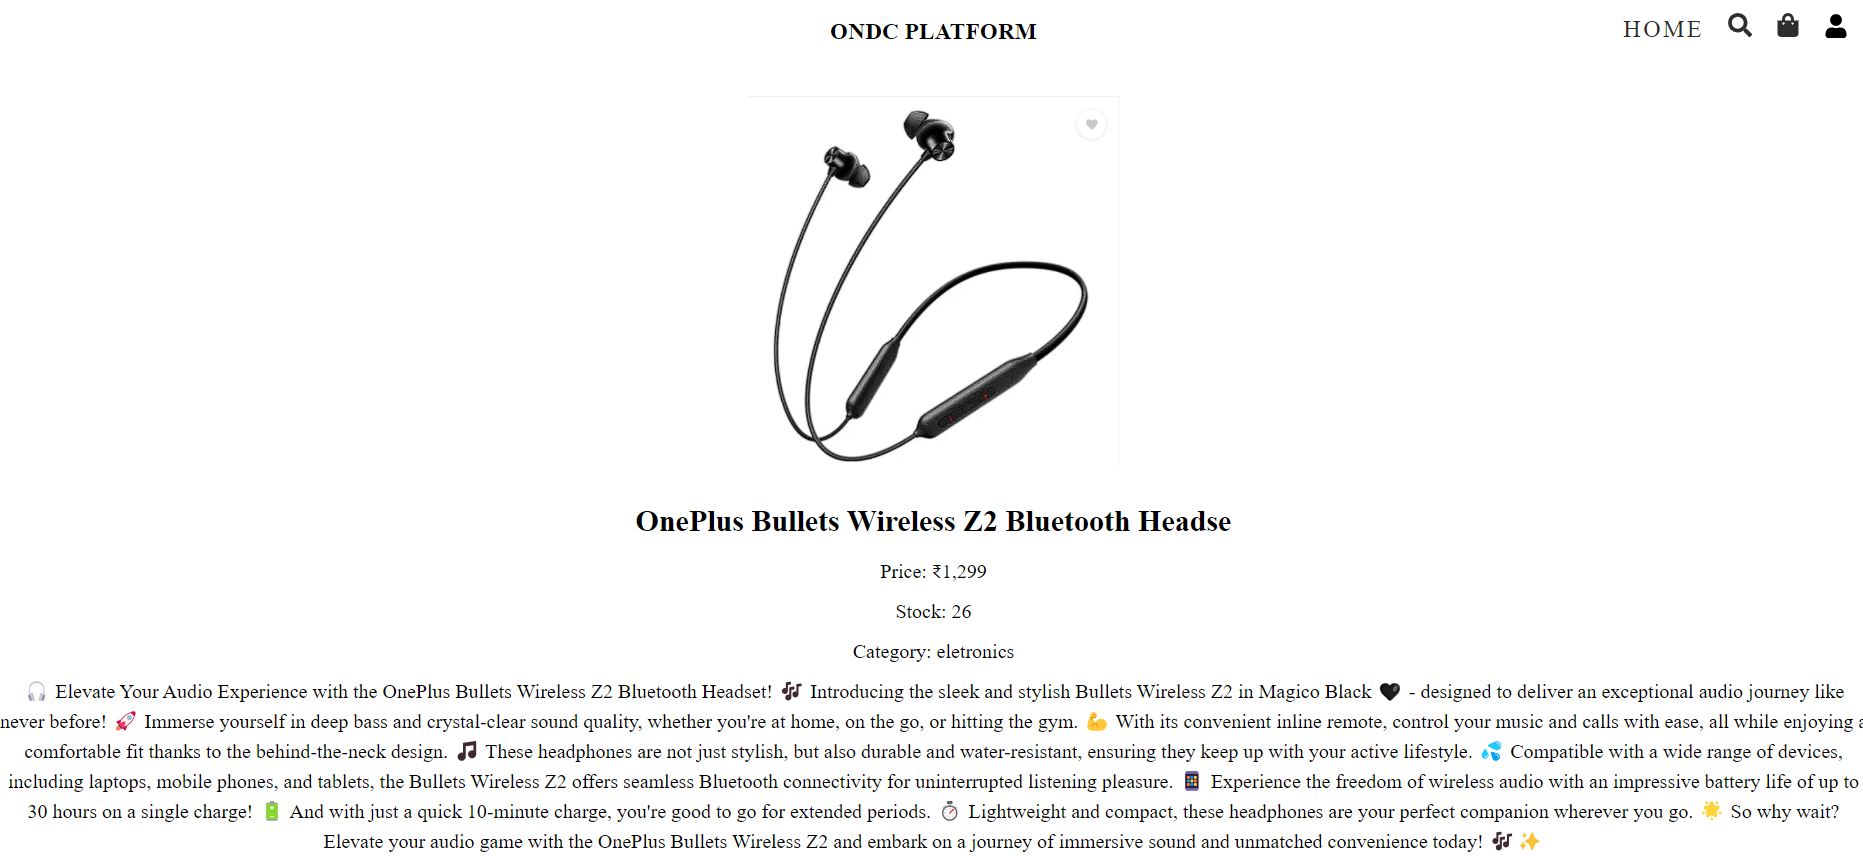 ONDC PLATFORM
HOME
OnePlus Bullets Wireless Z2 Bluetooth Headse
Price: ₹1,299
Stock: 26
Category: eletronics
🎧 Elevate Your Audio Experience with the OnePlus Bullets Wireless Z2 Bluetooth Headset! 🎶 Introducing the sleek and stylish Bullets Wireless Z2 in Magico Black 🖤 - designed to deliver an exceptional audio journey like
never before! 🚀 Immerse yourself in deep bass and crystal-clear sound quality, whether you're at home, on the go, or hitting the gym. 💪 With its convenient inline remote, control your music and calls with ease, all while enjoying a
comfortable fit thanks to the behind-the-neck design. 🎵 These headphones are not just stylish, but also durable and water-resistant, ensuring they keep up with your active lifestyle. 💦 Compatible with a wide range of devices,
including laptops, mobile phones, and tablets, the Bullets Wireless Z2 offers seamless Bluetooth connectivity for uninterrupted listening pleasure. 📱 Experience the freedom of wireless audio with an impressive battery life of up to
30 hours on a single charge! 🔋 And with just a quick 10-minute charge, you're good to go for extended periods. ⏱️ Lightweight and compact, these headphones are your perfect companion wherever you go. 🌟 So why wait?
Elevate your audio game with the OnePlus Bullets Wireless Z2 and embark on a journey of immersive sound and unmatched convenience today! 🎶✨